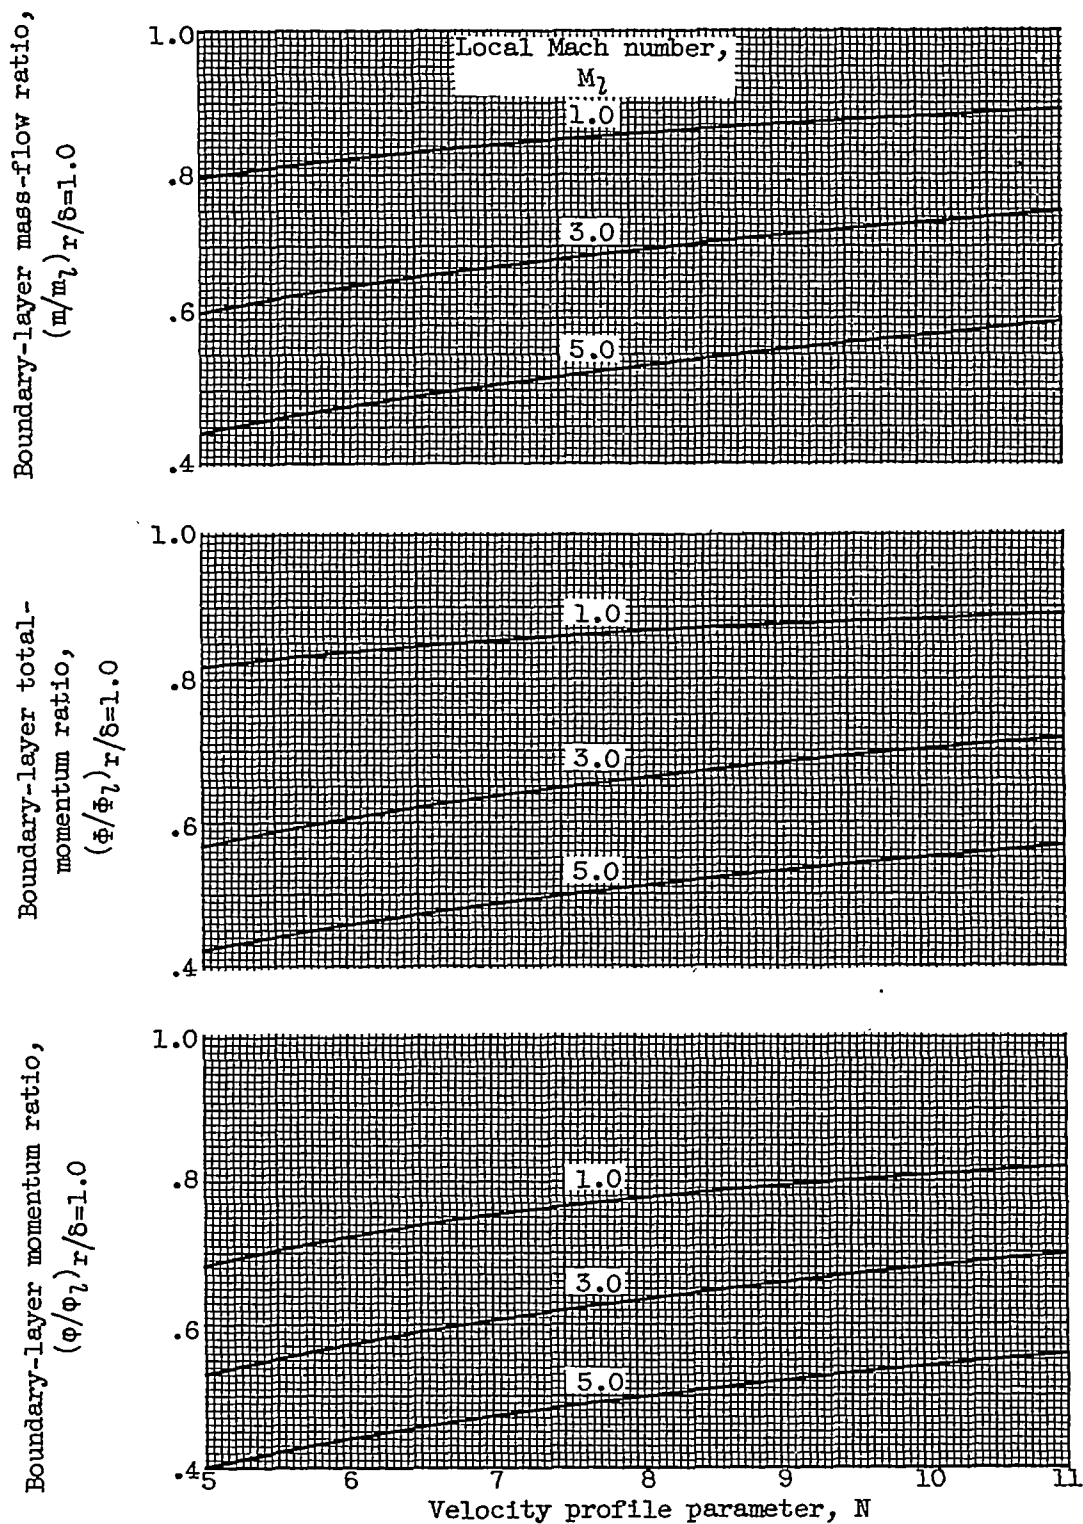 Boundary-layer mass-flow ratio,
(m/m_l)r/δ=1.0
1.0
.8
.6
.4
Local Mach number,
M_l
1.0
3.0
5.0
Boundary-layer total-
momentum ratio,
(Φ/Φ_l)r/δ=1.0
1.0
.8
.6
.4
1.0
3.0
5.0
Boundary-layer momentum ratio,
(φ/φ_l)r/δ=1.0
1.0
.8
.6
.4
1.0
3.0
5.0
5 6 7 8 9 10 11
Velocity profile parameter, N